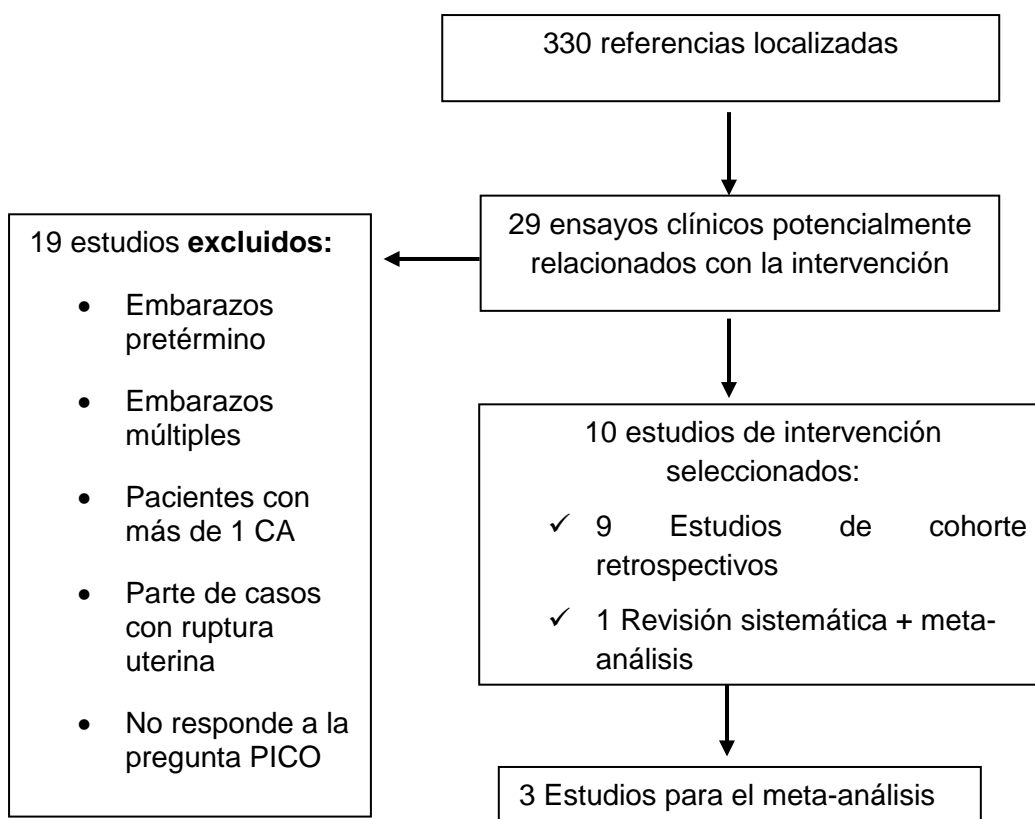 330 referencias localizadas
29 ensayos clínicos potencialmente
relacionados con la intervención
19 estudios excluidos:
• Embarazos
pretérmino
• Embarazos
múltiples
• Pacientes con
más de 1 CA
• Parte de casos
con ruptura
uterina
• No responde a la
pregunta PICO
10 estudios de intervención
seleccionados:
✓ 9 Estudios de cohorte
retrospectivos
✓ 1 Revisión sistemática + meta-
análisis
3 Estudios para el meta-análisis